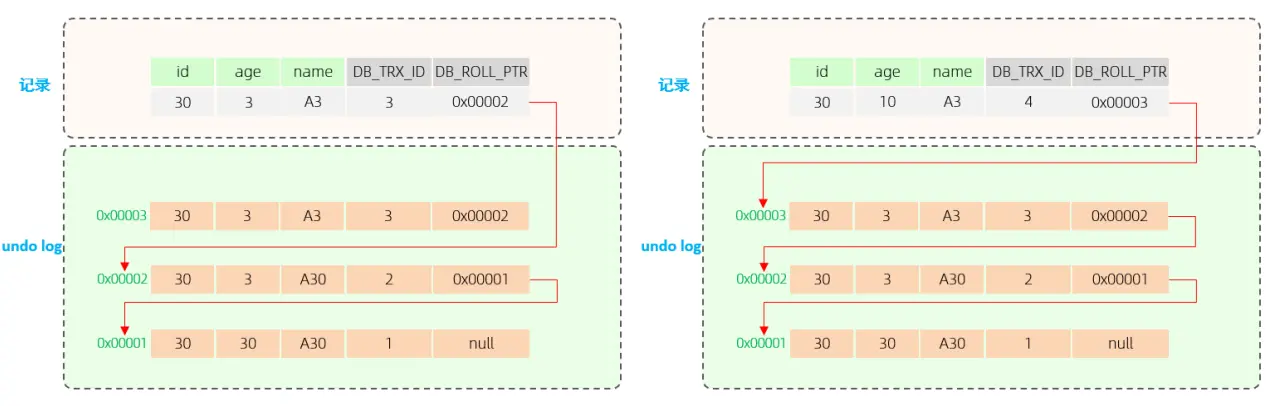 记录
id age name DB_TRX_ID DB_ROLL_PTR
30 3 A3 3 0x00002
undo log
0x00003 30 3 A3 3 0x00002
0x00002 30 3 A30 2 0x00001
0x00001 30 30 A30 1 null
记录
id age name DB_TRX_ID DB_ROLL_PTR
30 10 A3 4 0x00003
undo log
0x00003 30 3 A3 3 0x00002
0x00002 30 3 A30 2 0x00001
0x00001 30 30 A30 1 null